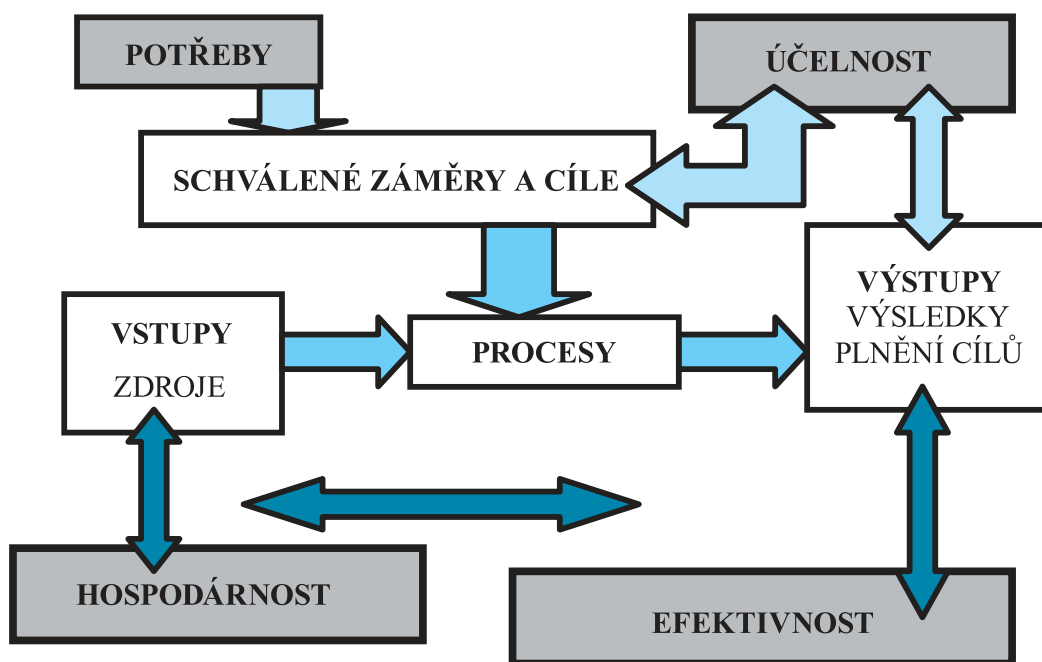 POTŘEBY
ÚČELNOST
SCHVÁLENÉ ZÁMĚRY A CÍLE
VSTUPY
ZDROJE
PROCESY
VÝSTUPY
VÝSLEDKY
PLNĚNÍ CÍLŮ
HOSPODÁRNOST
EFEKTIVNOST